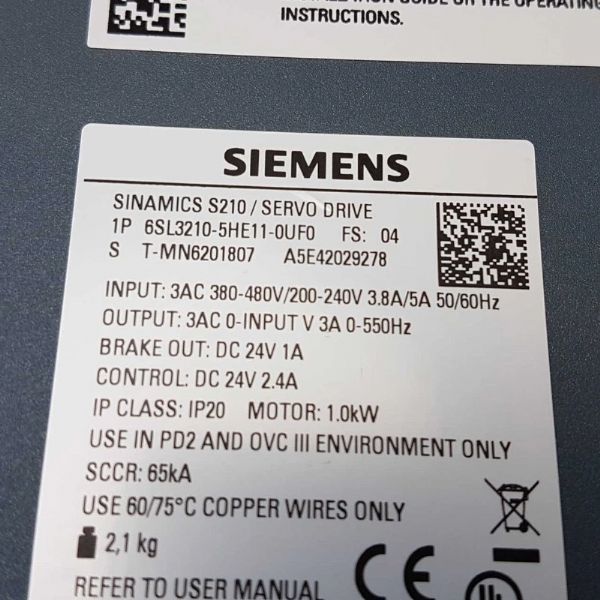 INSTRUCTIONS.
SIEMENS
SINAMICS S210 / SERVO DRIVE
1P 6SL3210-5HE11-0UF0 FS: 04
S T-MN6201807 A5E42029278
INPUT: 3AC 380-480V/200-240V 3.8A/5A 50/60Hz
OUTPUT: 3AC 0-INPUT V 3A 0-550Hz
BRAKE OUT: DC 24V 1A
CONTROL: DC 24V 2.4A
IP CLASS: IP20 MOTOR: 1.0kW
USE IN PD2 AND OVC III ENVIRONMENT ONLY
SCCR: 65kA
USE 60/75°C COPPER WIRES ONLY
2,1 kg
REFER TO USER MANUAL
CE
UL